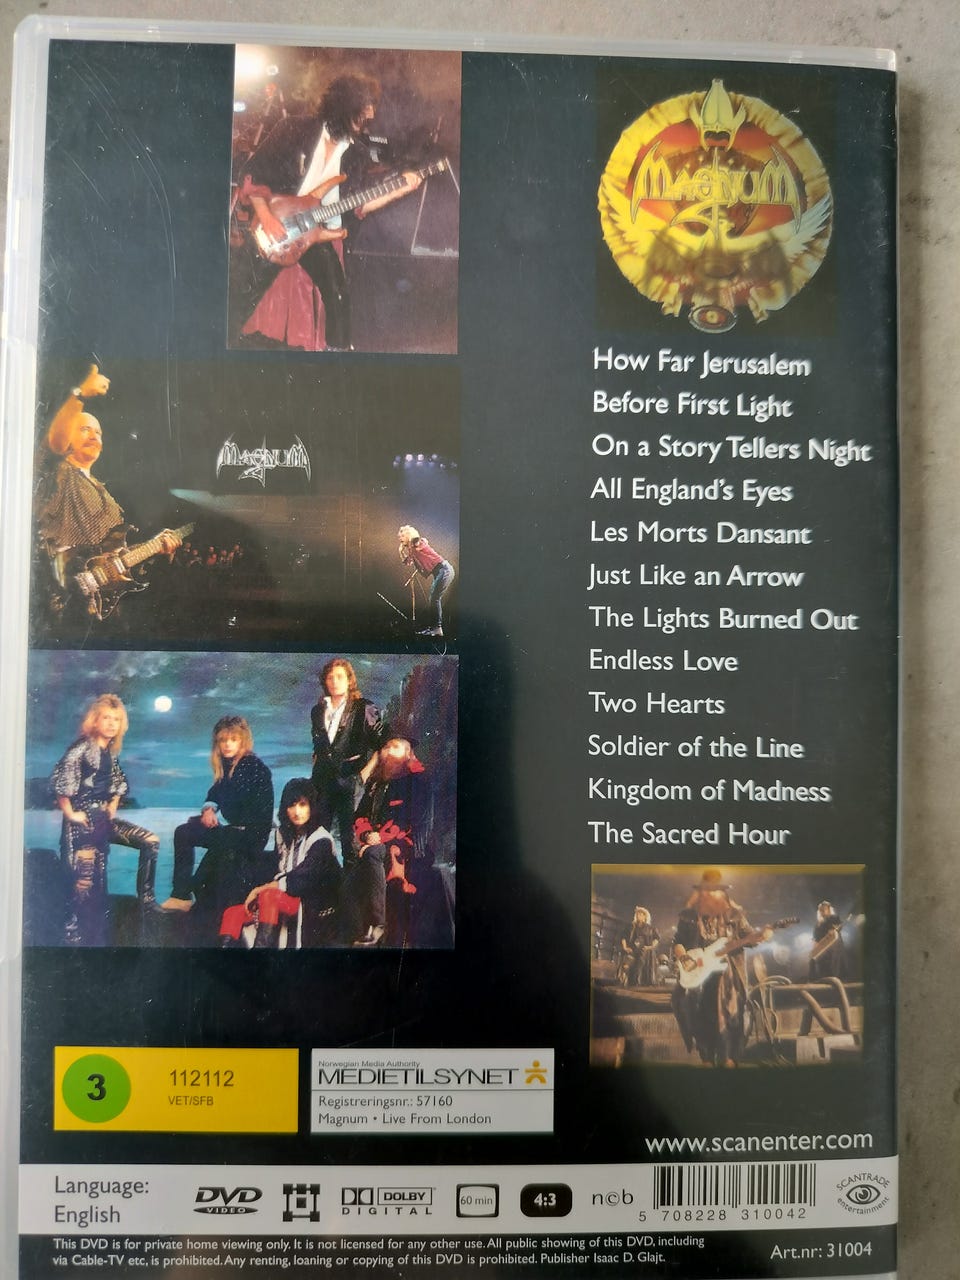 MAGNUM
How Far Jerusalem
Before First Light
On a Story Tellers Night
All England's Eyes
Les Morts Dansant
Just Like an Arrow
The Lights Burned Out
Endless Love
Two Hearts
Soldier of the Line
Kingdom of Madness
The Sacred Hour
MAGNUM
3
112112
VET/SFB
Norwegian Media Authority
MEDIETILSYNET
Registreringsnr.: 57160
Magnum • Live From London
www.scanenter.com
Language:
English
DVD
VIDEO
DOLBY
DIGITAL
60 min
4:3
ncb
5 708228 310042
SCANTRADE
entertainment
This DVD is for private home viewing only. It is not licensed for any other use. All public showing of this DVD, including
via Cable-TV etc, is prohibited. Any renting, loaning or copying of this DVD is prohibited. Publisher Isaac D. Glajt.
Art.nr: 31004